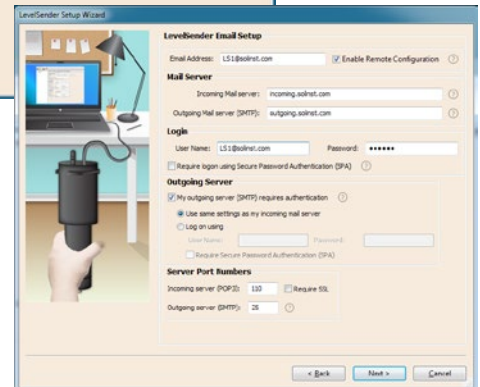 LevelSender Setup Wizard
LevelSender Email Setup
Email Address: LS1@solinst.com Enable Remote Configuration
Mail Server
Incoming Mail server: incoming.solinst.com
Outgoing Mail server (SMTP): outgoing.solinst.com
Login
User Name: LS1@solinst.com Password: ••••••
Require logon using Secure Password Authentication (SPA)
Outgoing Server
My outgoing server (SMTP) requires authentication
Use same settings as my incoming mail server
Log on using
User Name: Password:
Require Secure Password Authentication (SPA)
Server Port Numbers
Incoming server (POP3): 110 Require SSL
Outgoing server (SMTP): 26
< Back Next > Cancel